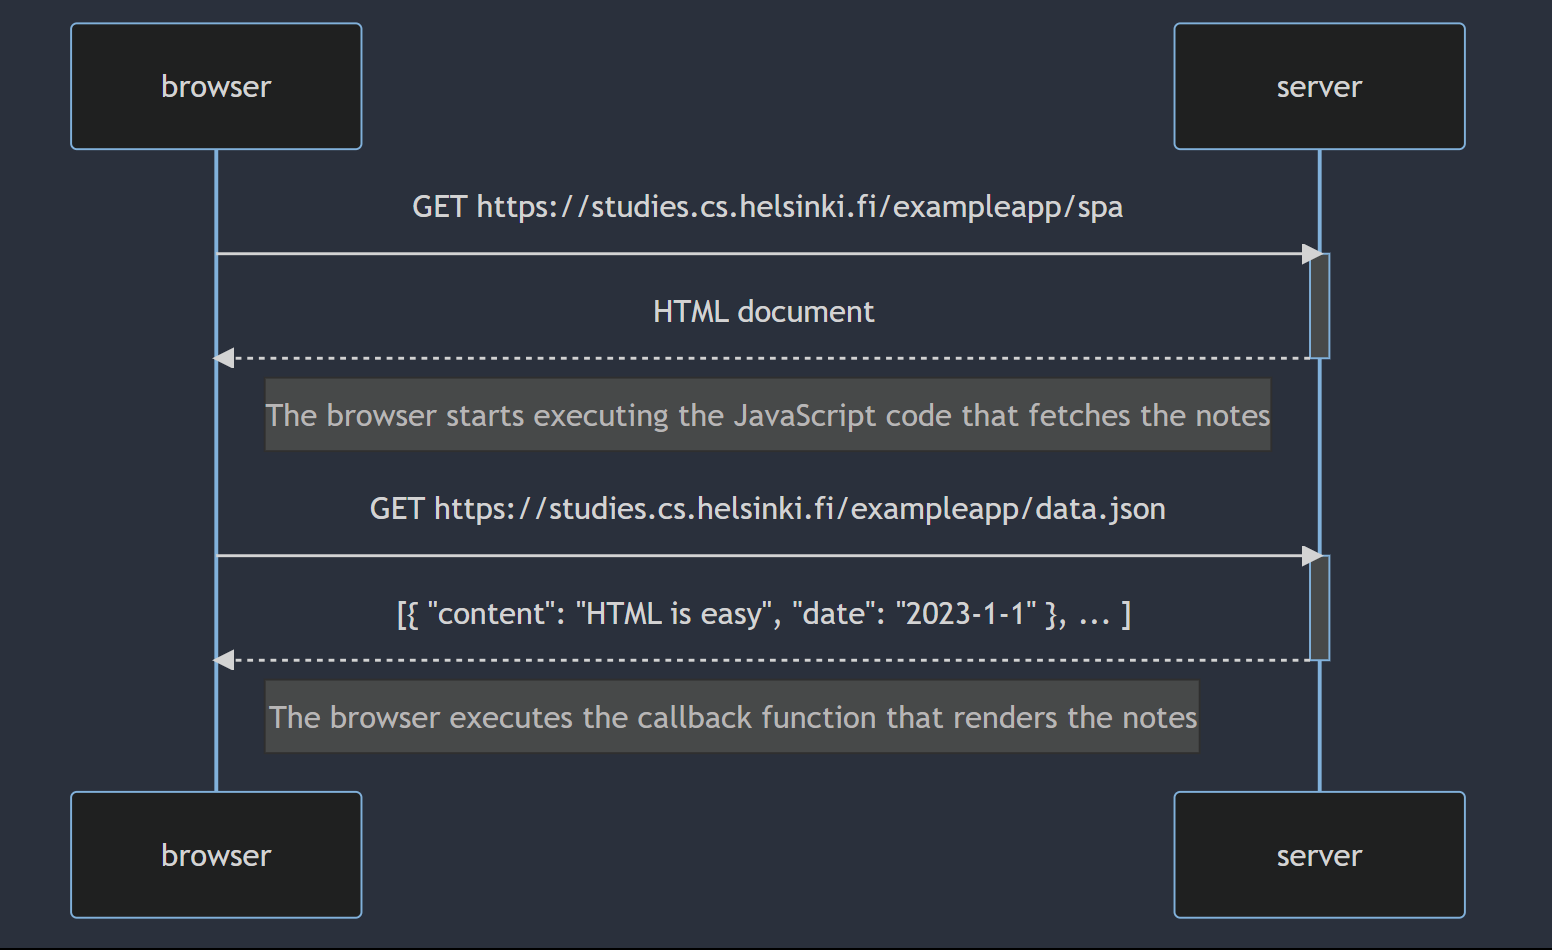 browser
server
GET https://studies.cs.helsinki.fi/exampleapp/spa
HTML document
The browser starts executing the JavaScript code that fetches the notes
GET https://studies.cs.helsinki.fi/exampleapp/data.json
[{ "content": "HTML is easy", "date": "2023-1-1" }, ... ]
The browser executes the callback function that renders the notes
browser
server